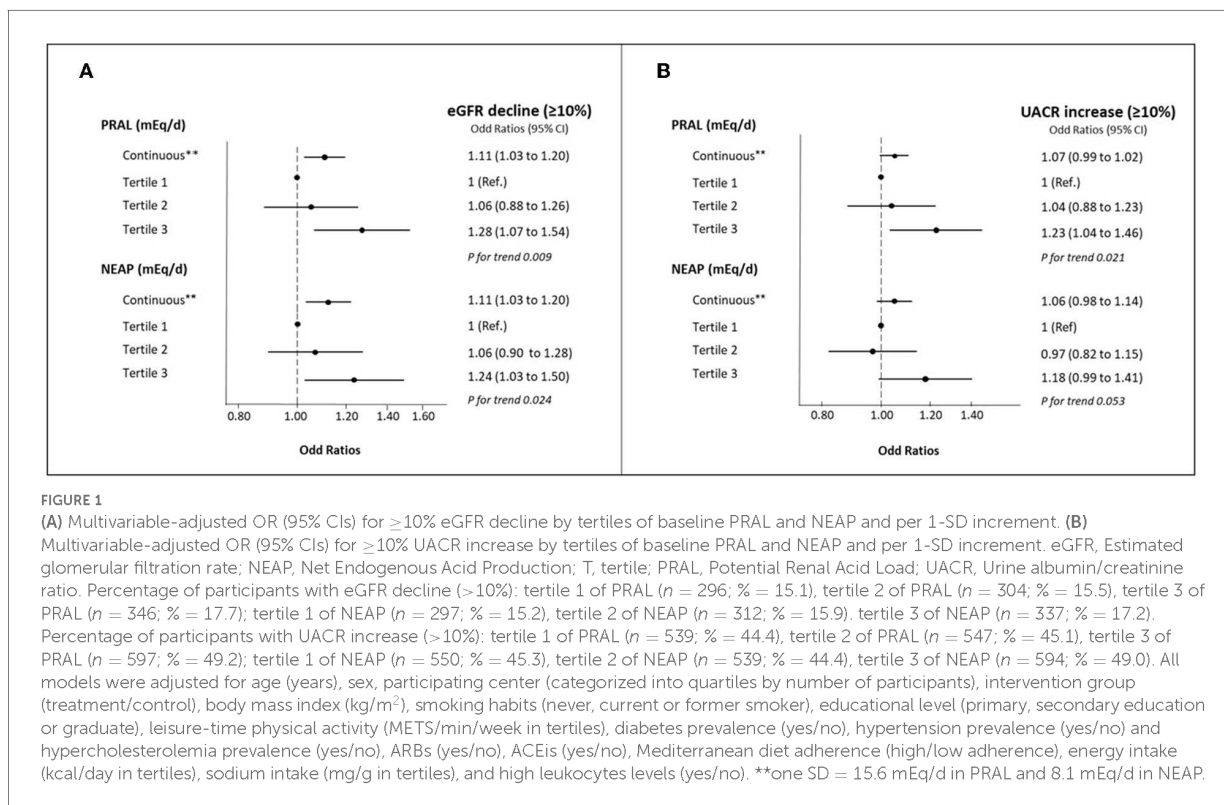 A
eGFR decline (≥10%)
PRAL (mEq/d)
Odd Ratios (95% CI)
Continuous**
1.11 (1.03 to 1.20)
Tertile 1
1 (Ref.)
Tertile 2
1.06 (0.88 to 1.26)
Tertile 3
1.28 (1.07 to 1.54)
P for trend 0.009
NEAP (mEq/d)
Continuous**
1.11 (1.03 to 1.20)
Tertile 1
1 (Ref.)
Tertile 2
1.06 (0.90 to 1.28)
Tertile 3
1.24 (1.03 to 1.50)
P for trend 0.024
0.80 1.00 1.20 1.40 1.60
Odd Ratios
B
UACR increase (≥10%)
PRAL (mEq/d)
Odd Ratios (95% CI)
Continuous**
1.07 (0.99 to 1.02)
Tertile 1
1 (Ref.)
Tertile 2
1.04 (0.88 to 1.23)
Tertile 3
1.23 (1.04 to 1.46)
P for trend 0.021
NEAP (mEq/d)
Continuous**
1.06 (0.98 to 1.14)
Tertile 1
1 (Ref)
Tertile 2
0.97 (0.82 to 1.15)
Tertile 3
1.18 (0.99 to 1.41)
P for trend 0.053
0.80 1.00 1.20 1.40
Odd Ratios
FIGURE 1
(A) Multivariable-adjusted OR (95% CIs) for ≥10% eGFR decline by tertiles of baseline PRAL and NEAP and per 1-SD increment. (B)
Multivariable-adjusted OR (95% CIs) for ≥10% UACR increase by tertiles of baseline PRAL and NEAP and per 1-SD increment. eGFR, Estimated
glomerular filtration rate; NEAP, Net Endogenous Acid Production; T, tertile; PRAL, Potential Renal Acid Load; UACR, Urine albumin/creatinine
ratio. Percentage of participants with eGFR decline (>10%): tertile 1 of PRAL (n = 296; % = 15.1), tertile 2 of PRAL (n = 304; % = 15.5), tertile 3 of
PRAL (n = 346; % = 17.7); tertile 1 of NEAP (n = 297; % = 15.2), tertile 2 of NEAP (n = 312; % = 15.9). tertile 3 of NEAP (n = 337; % = 17.2).
Percentage of participants with UACR increase (>10%): tertile 1 of PRAL (n = 539; % = 44.4), tertile 2 of PRAL (n = 547; % = 45.1), tertile 3 of
PRAL (n = 597; % = 49.2); tertile 1 of NEAP (n = 550; % = 45.3), tertile 2 of NEAP (n = 539; % = 44.4), tertile 3 of NEAP (n = 594; % = 49.0). All
models were adjusted for age (years), sex, participating center (categorized into quartiles by number of participants), intervention group
(treatment/control), body mass index (kg/m²), smoking habits (never, current or former smoker), educational level (primary, secondary education
or graduate), leisure-time physical activity (METS/min/week in tertiles), diabetes prevalence (yes/no), hypertension prevalence (yes/no) and
hypercholesterolemia prevalence (yes/no), ARBs (yes/no), ACEis (yes/no), Mediterranean diet adherence (high/low adherence), energy intake
(kcal/day in tertiles), sodium intake (mg/g in tertiles), and high leukocytes levels (yes/no). **one SD = 15.6 mEq/d in PRAL and 8.1 mEq/d in NEAP.